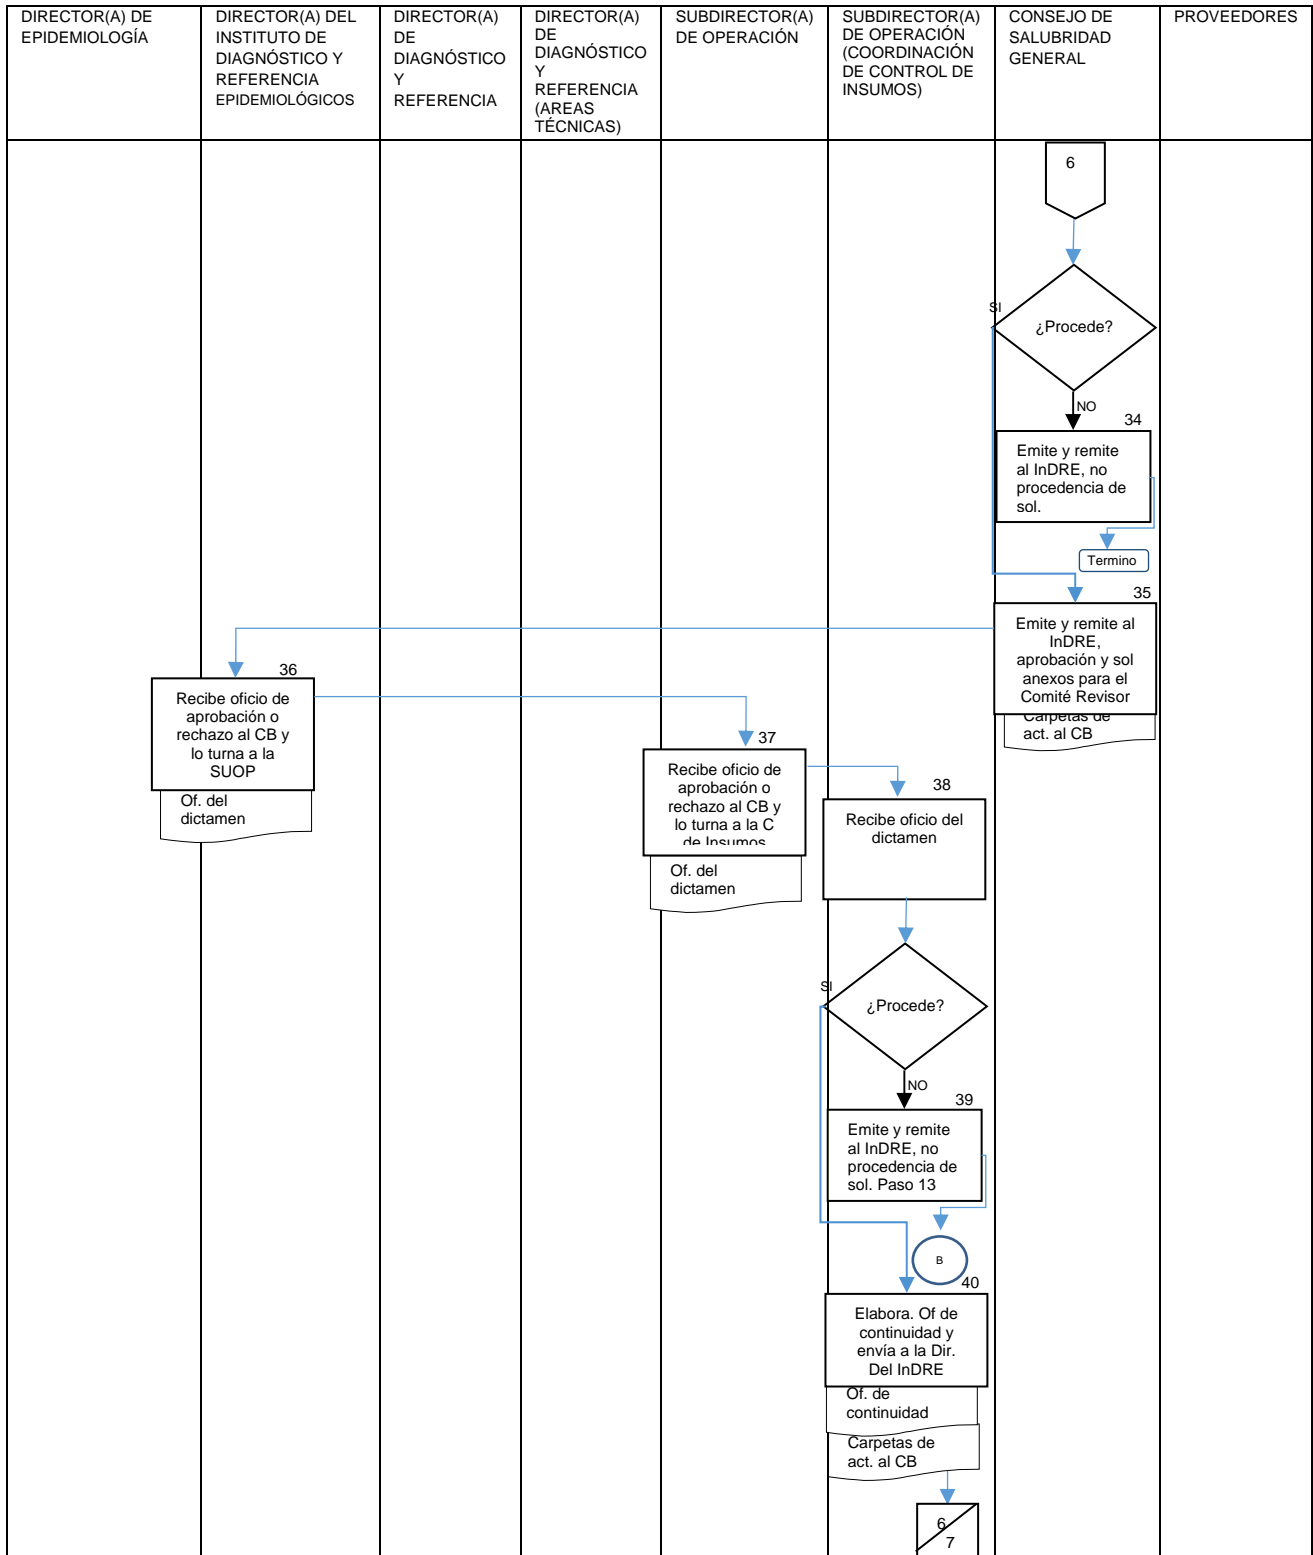 DIRECTOR(A) DE
EPIDEMIOLOGÍA
DIRECTOR(A) DEL
INSTITUTO DE
DIAGNÓSTICO Y
REFERENCIA
EPIDEMIOLÓGICOS
DIRECTOR(A)
DE
DIAGNÓSTICO
Y
REFERENCIA
DIRECTOR(A)
DE
DIAGNÓSTICO
Y
REFERENCIA
(AREAS
TÉCNICAS)
SUBDIRECTOR(A)
DE OPERACIÓN
SUBDIRECTOR(A)
DE OPERACIÓN
(COORDINACIÓN
DE CONTROL DE
INSUMOS)
CONSEJO DE
SALUBRIDAD
GENERAL
PROVEEDORES
6
SI
¿Procede?
NO
34
Emite y remite
al InDRE, no
procedencia de
sol.
Termino
35
Emite y remite al
InDRE,
aprobación y sol
anexos para el
Comité Revisor
Carpetas de
act. al CB
36
Recibe oficio de
aprobación o
rechazo al CB y
lo turna a la
SUOP
Of. del
dictamen
37
Recibe oficio de
aprobación o
rechazo al CB y
lo turna a la C
de Insumos
Of. del
dictamen
38
Recibe oficio del
dictamen
SI
¿Procede?
NO
39
Emite y remite
al InDRE, no
procedencia de
sol. Paso 13
B
40
Elabora. Of de
continuidad y
envía a la Dir.
Del InDRE
Of. de
continuidad
Carpetas de
act. al CB
6
7